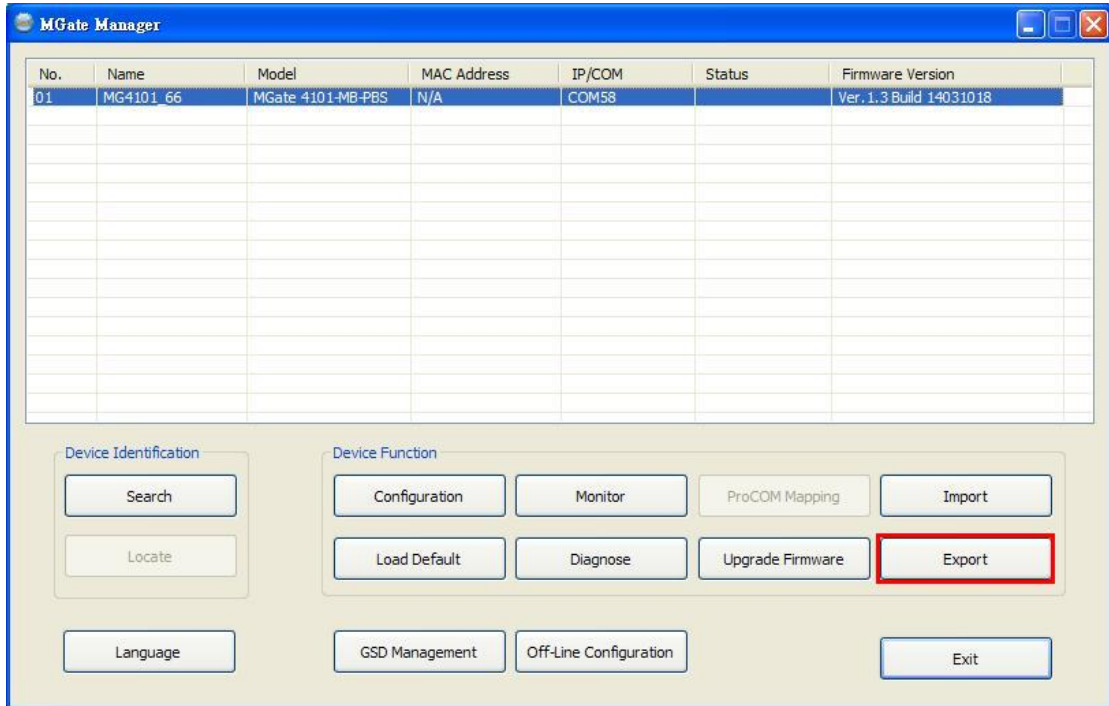 MGate Manager
No. Name Model MAC Address IP/COM Status Firmware Version
01 MG4101_66 MGate 4101-MB-PBS N/A COM58 Ver.1.3 Build 14031018
Device Identification Device Function
Search Configuration Monitor ProCOM Mapping Import
Locate Load Default Diagnose Upgrade Firmware Export
Language GSD Management Off-Line Configuration Exit